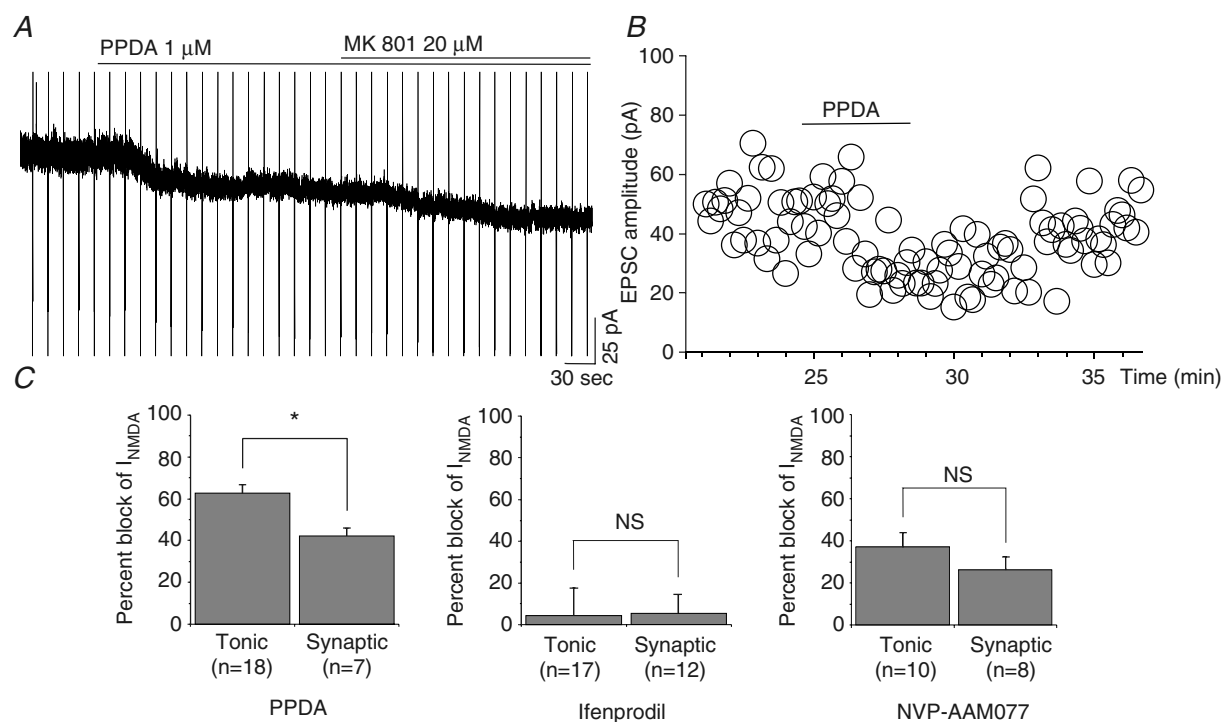 A
PPDA 1 μM
MK 801 20 μM
25 pA
30 sec
B
EPSC amplitude (pA)
100
80
60
40
20
0
PPDA
25
30
35
Time (min)
C
Percent block of I_NMDA
100
80
60
40
20
0
*
Tonic
(n=18)
Synaptic
(n=7)
PPDA
Percent block of I_NMDA
100
80
60
40
20
0
NS
Tonic
(n=17)
Synaptic
(n=12)
Ifenprodil
Percent block of I_NMDA
100
80
60
40
20
0
NS
Tonic
(n=10)
Synaptic
(n=8)
NVP-AAM077